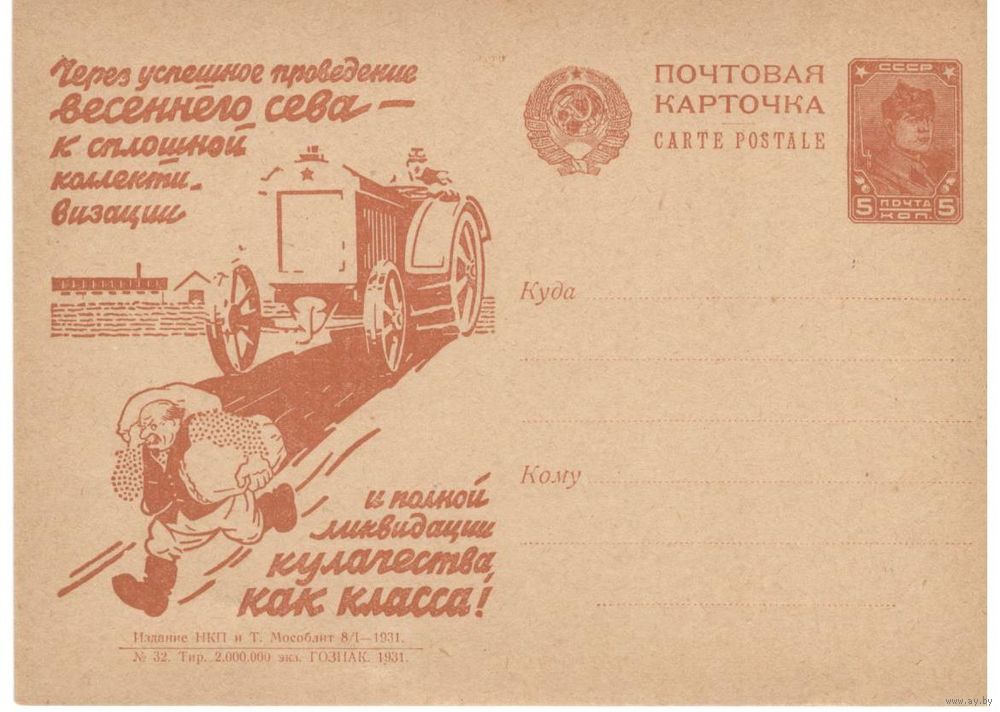 Через успешное проведение
весеннего сева —
к сплошной
коллекти-
визации
и полной
ликвидации
кулачества,
как класса!
Издание НКП и Т. Мособлит 8/I—1931.
№ 32. Тир. 2.000.000 экз. ГОЗНАК. 1931.
ПОЧТОВАЯ
КАРТОЧКА
CARTE POSTALE
СССР
5 ПОЧТА 5
КОП.
Куда
Кому
www.ay.by